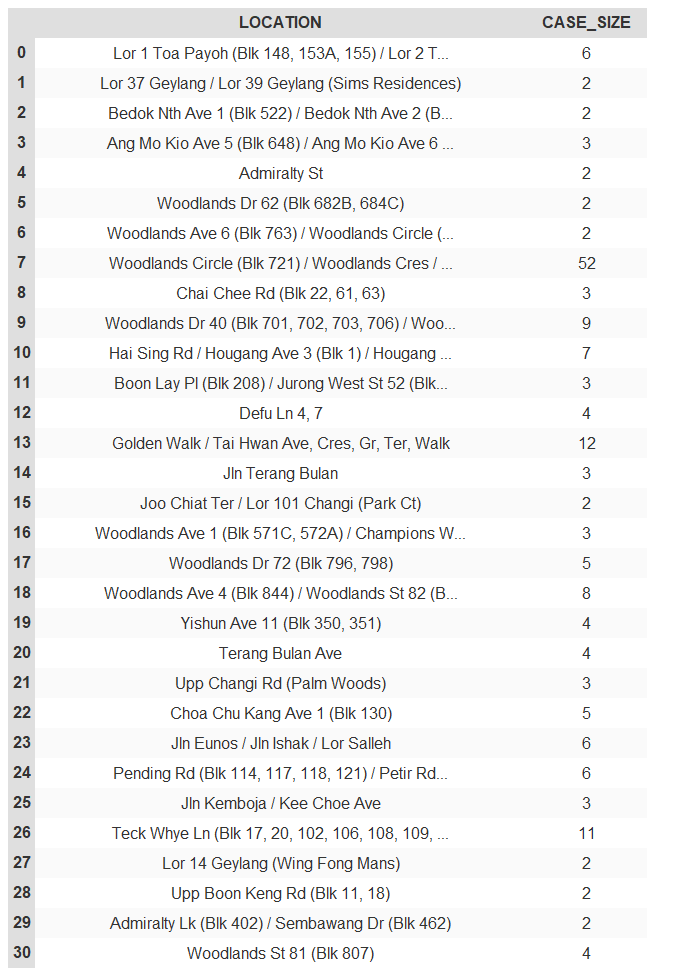 LOCATION CASE_SIZE
0 Lor 1 Toa Payoh (Blk 148, 153A, 155) / Lor 2 T... 6
1 Lor 37 Geylang / Lor 39 Geylang (Sims Residences) 2
2 Bedok Nth Ave 1 (Blk 522) / Bedok Nth Ave 2 (B... 2
3 Ang Mo Kio Ave 5 (Blk 648) / Ang Mo Kio Ave 6 ... 3
4 Admiralty St 2
5 Woodlands Dr 62 (Blk 682B, 684C) 2
6 Woodlands Ave 6 (Blk 763) / Woodlands Circle (... 2
7 Woodlands Circle (Blk 721) / Woodlands Cres / ... 52
8 Chai Chee Rd (Blk 22, 61, 63) 3
9 Woodlands Dr 40 (Blk 701, 702, 703, 706) / Woo... 9
10 Hai Sing Rd / Hougang Ave 3 (Blk 1) / Hougang ... 7
11 Boon Lay Pl (Blk 208) / Jurong West St 52 (Blk... 3
12 Defu Ln 4, 7 4
13 Golden Walk / Tai Hwan Ave, Cres, Gr, Ter, Walk 12
14 Jln Terang Bulan 3
15 Joo Chiat Ter / Lor 101 Changi (Park Ct) 2
16 Woodlands Ave 1 (Blk 571C, 572A) / Champions W... 3
17 Woodlands Dr 72 (Blk 796, 798) 5
18 Woodlands Ave 4 (Blk 844) / Woodlands St 82 (B... 8
19 Yishun Ave 11 (Blk 350, 351) 4
20 Terang Bulan Ave 4
21 Upp Changi Rd (Palm Woods) 3
22 Choa Chu Kang Ave 1 (Blk 130) 5
23 Jln Eunos / Jln Ishak / Lor Salleh 6
24 Pending Rd (Blk 114, 117, 118, 121) / Petir Rd... 6
25 Jln Kemboja / Kee Choe Ave 3
26 Teck Whye Ln (Blk 17, 20, 102, 106, 108, 109, ... 11
27 Lor 14 Geylang (Wing Fong Mans) 2
28 Upp Boon Keng Rd (Blk 11, 18) 2
29 Admiralty Lk (Blk 402) / Sembawang Dr (Blk 462) 2
30 Woodlands St 81 (Blk 807) 4